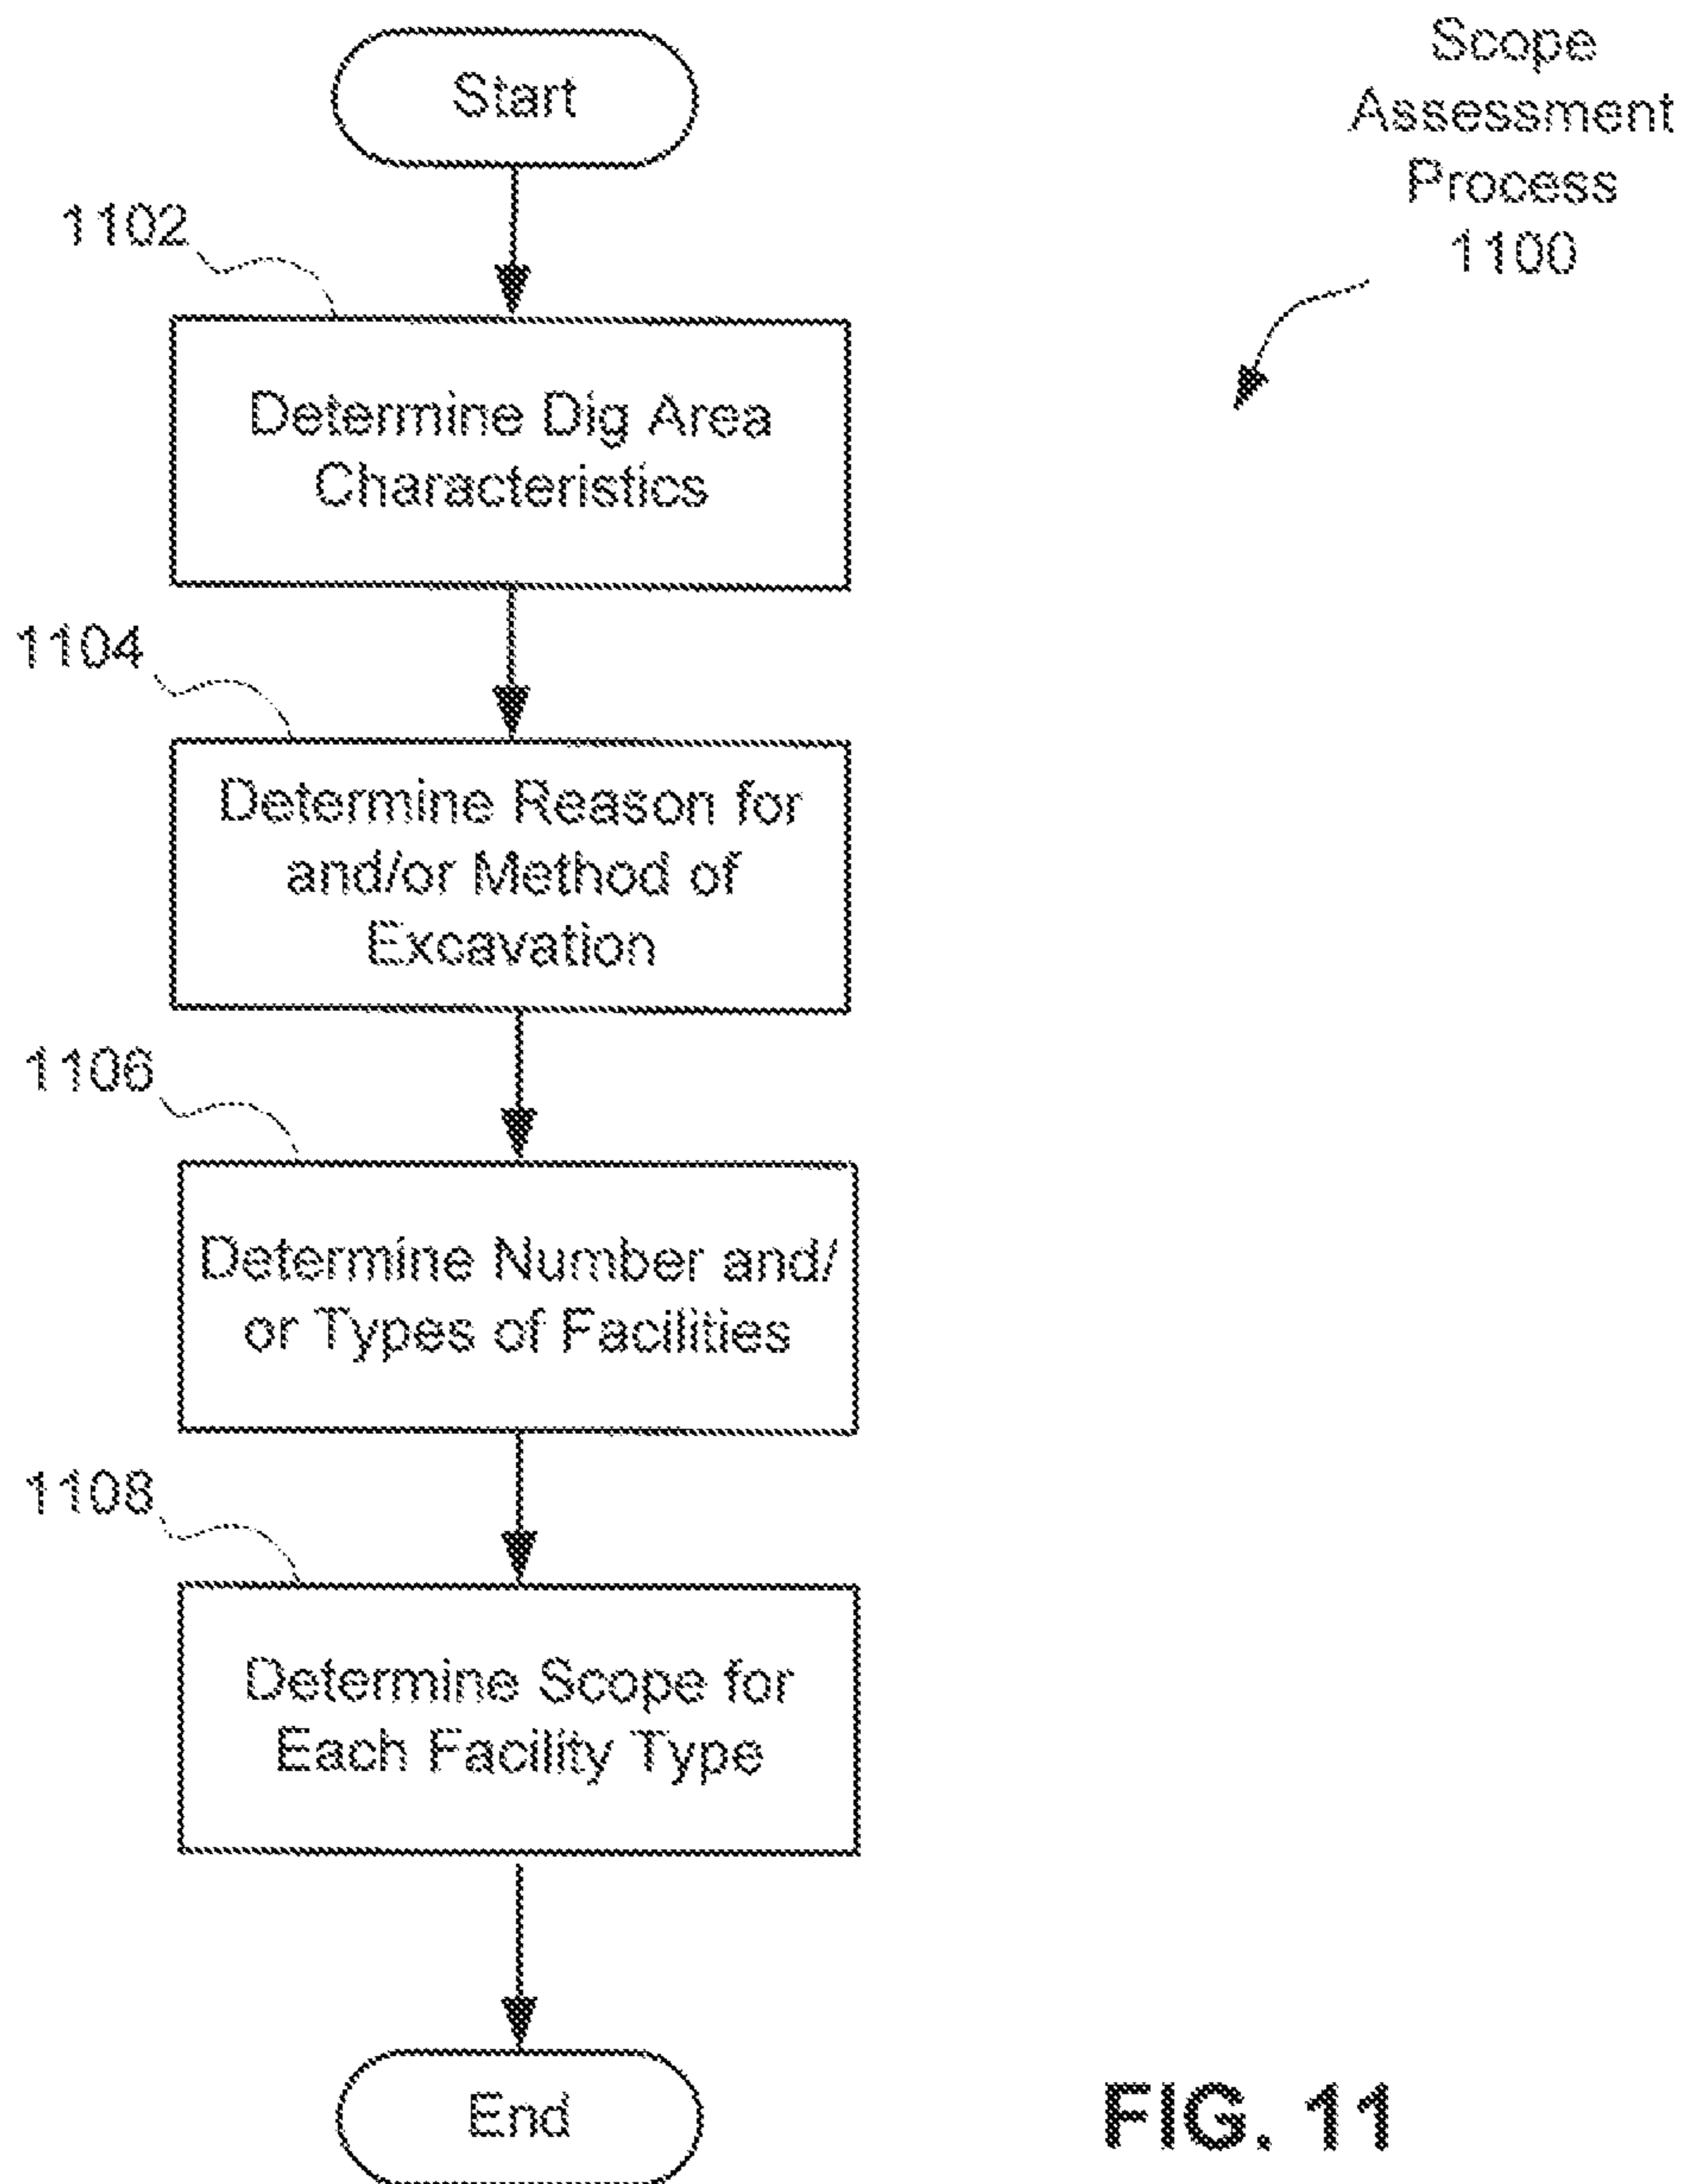 Start
Scope
Assessment
Process
1100
1102
Determine Dig Area
Characteristics
1104
Determine Reason for
and/or Method of
Excavation
1106
Determine Number and/
or Types of Facilities
1108
Determine Scope for
Each Facility Type
End
FIG. 11